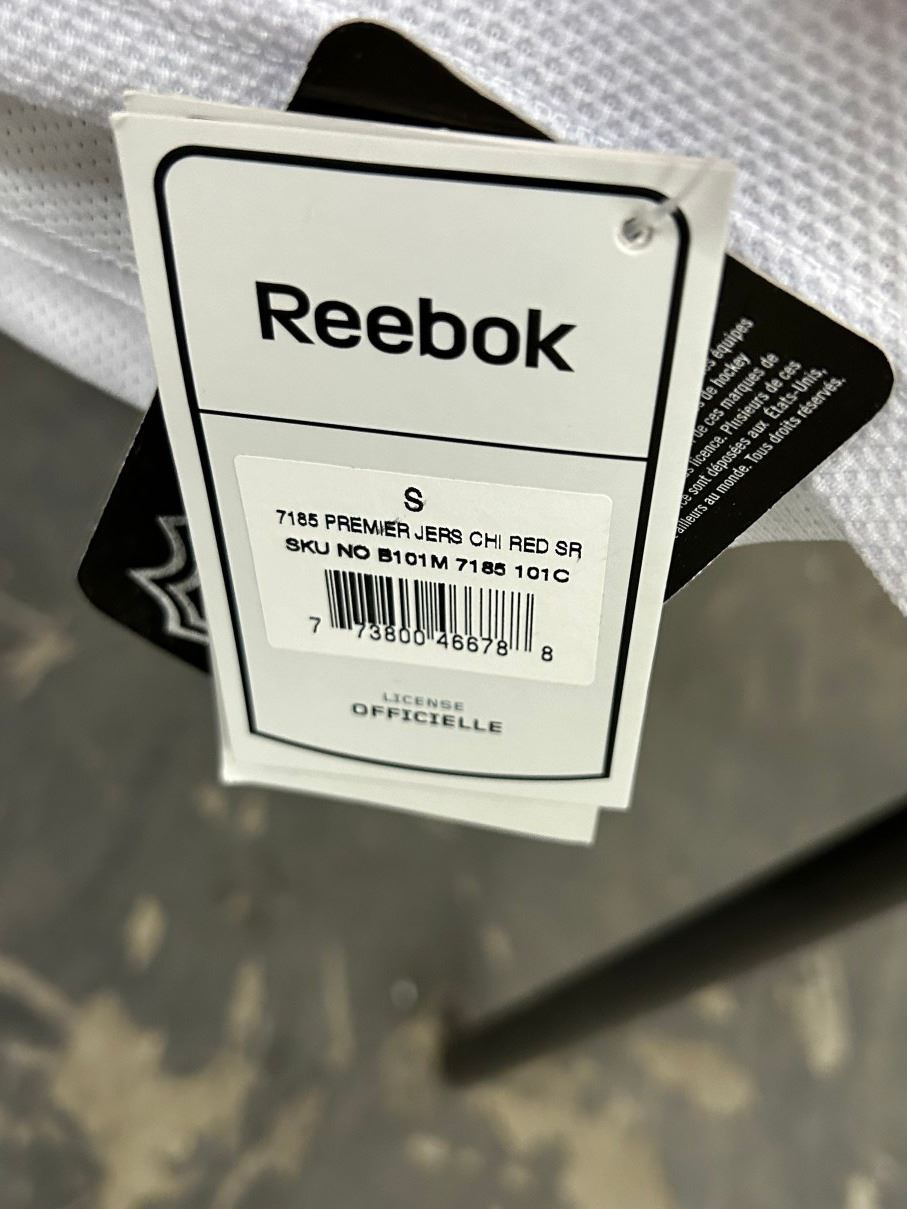 Reebok
S
7185 PREMIER JERS CHI RED SR
SKU NO B101M 7185 101C
7 73800 46678 8
LICENSE
OFFICIELLE
équipes
de hockey
de ces marques de
licence. Plusieurs de ces
sont déposées aux États-Unis,
ailleurs au monde. Tous droits réservés.